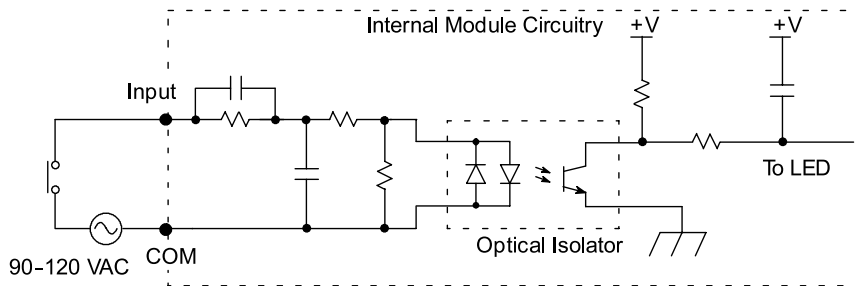 Internal Module Circuitry
+V
+V
Input
To LED
Optical Isolator
COM
90–120 VAC